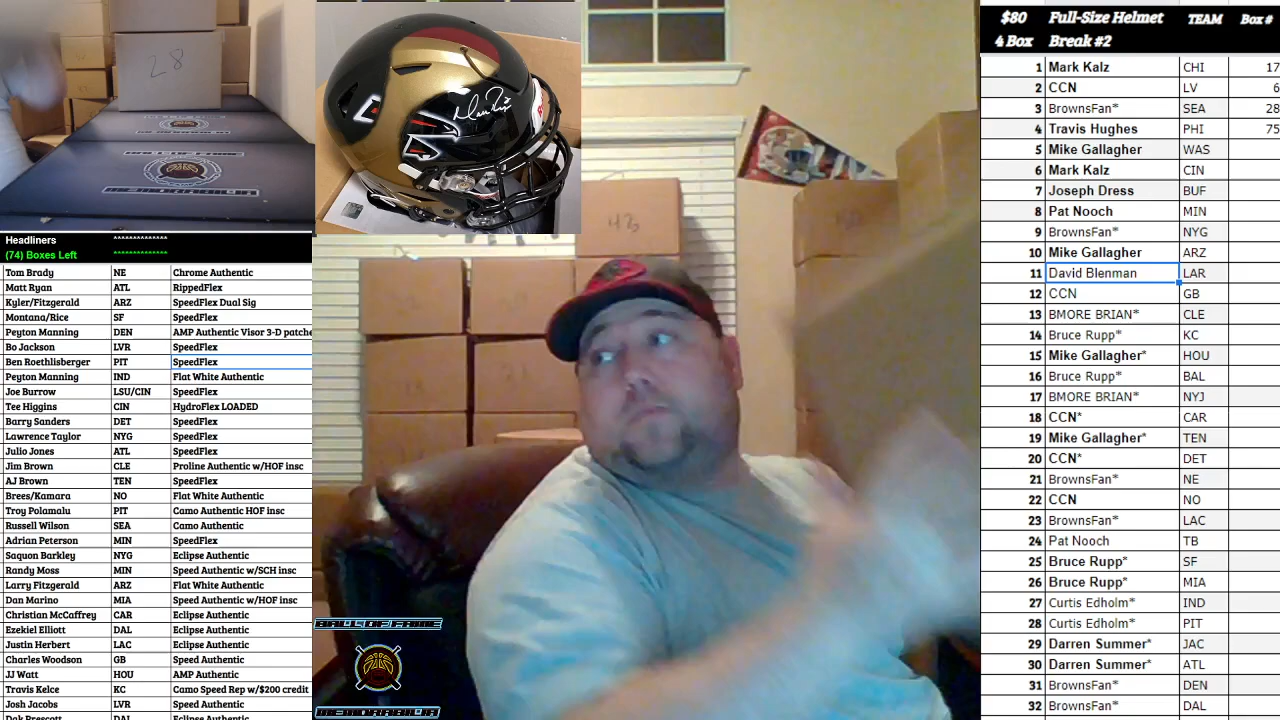 28
BALL OF FAME
MEMORABILIA
Headliners **************
(74) Boxes Left **************
Tom Brady NE Chrome Authentic
Matt Ryan ATL RippedFlex
Kyler/Fitzgerald ARZ SpeedFlex Dual Sig
Montana/Rice SF SpeedFlex
Peyton Manning DEN AMP Authentic Visor 3-D patche
Bo Jackson LVR SpeedFlex
Ben Roethlisberger PIT SpeedFlex
Peyton Manning IND Flat White Authentic
Joe Burrow LSU/CIN SpeedFlex
Tee Higgins CIN HydroFlex LOADED
Barry Sanders DET SpeedFlex
Lawrence Taylor NYG SpeedFlex
Julio Jones ATL SpeedFlex
Jim Brown CLE Proline Authentic w/HOF insc
AJ Brown TEN SpeedFlex
Brees/Kamara NO Flat White Authentic
Troy Polamalu PIT Camo Authentic HOF insc
Russell Wilson SEA Camo Authentic
Adrian Peterson MIN SpeedFlex
Saquon Barkley NYG Eclipse Authentic
Randy Moss MIN Speed Authentic w/SCH insc
Larry Fitzgerald ARZ Flat White Authentic
Dan Marino MIA Speed Authentic w/HOF insc
Christian McCaffrey CAR Eclipse Authentic
Ezekiel Elliott DAL Eclipse Authentic
Justin Herbert LAC Eclipse Authentic
Charles Woodson GB Speed Authentic
JJ Watt HOU AMP Authentic
Travis Kelce KC Camo Speed Rep w/$200 credit
Josh Jacobs LVR Speed Authentic
Dak Prescott DAL Eclipse Authentic
43
BALL OF FAME
MEMORABILIA
$80 Full-Size Helmet TEAM Box #
4 Box Break #2
1 Mark Kalz CHI 17
2 CCN LV 6
3 BrownsFan* SEA 28
4 Travis Hughes PHI 75
5 Mike Gallagher WAS
6 Mark Kalz CIN
7 Joseph Dress BUF
8 Pat Nooch MIN
9 BrownsFan* NYG
10 Mike Gallagher ARZ
11 David Blenman LAR
12 CCN GB
13 BMORE BRIAN* CLE
14 Bruce Rupp* KC
15 Mike Gallagher* HOU
16 Bruce Rupp* BAL
17 BMORE BRIAN* NYJ
18 CCN* CAR
19 Mike Gallagher* TEN
20 CCN* DET
21 BrownsFan* NE
22 CCN NO
23 BrownsFan* LAC
24 Pat Nooch TB
25 Bruce Rupp* SF
26 Bruce Rupp* MIA
27 Curtis Edholm* IND
28 Curtis Edholm* PIT
29 Darren Summer* JAC
30 Darren Summer* ATL
31 BrownsFan* DEN
32 BrownsFan* DAL